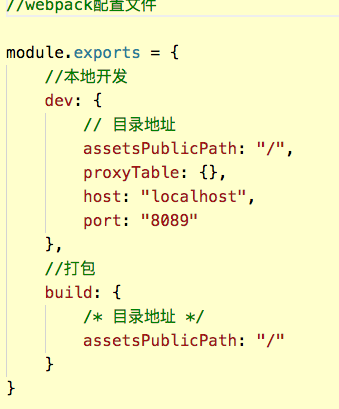 //webpack配置文件
module.exports = {
//本地开发
dev: {
// 目录地址
assetsPublicPath: "/",
proxyTable: {},
host: "localhost",
port: "8089"
},
//打包
build: {
/* 目录地址 */
assetsPublicPath: "/"
}
}